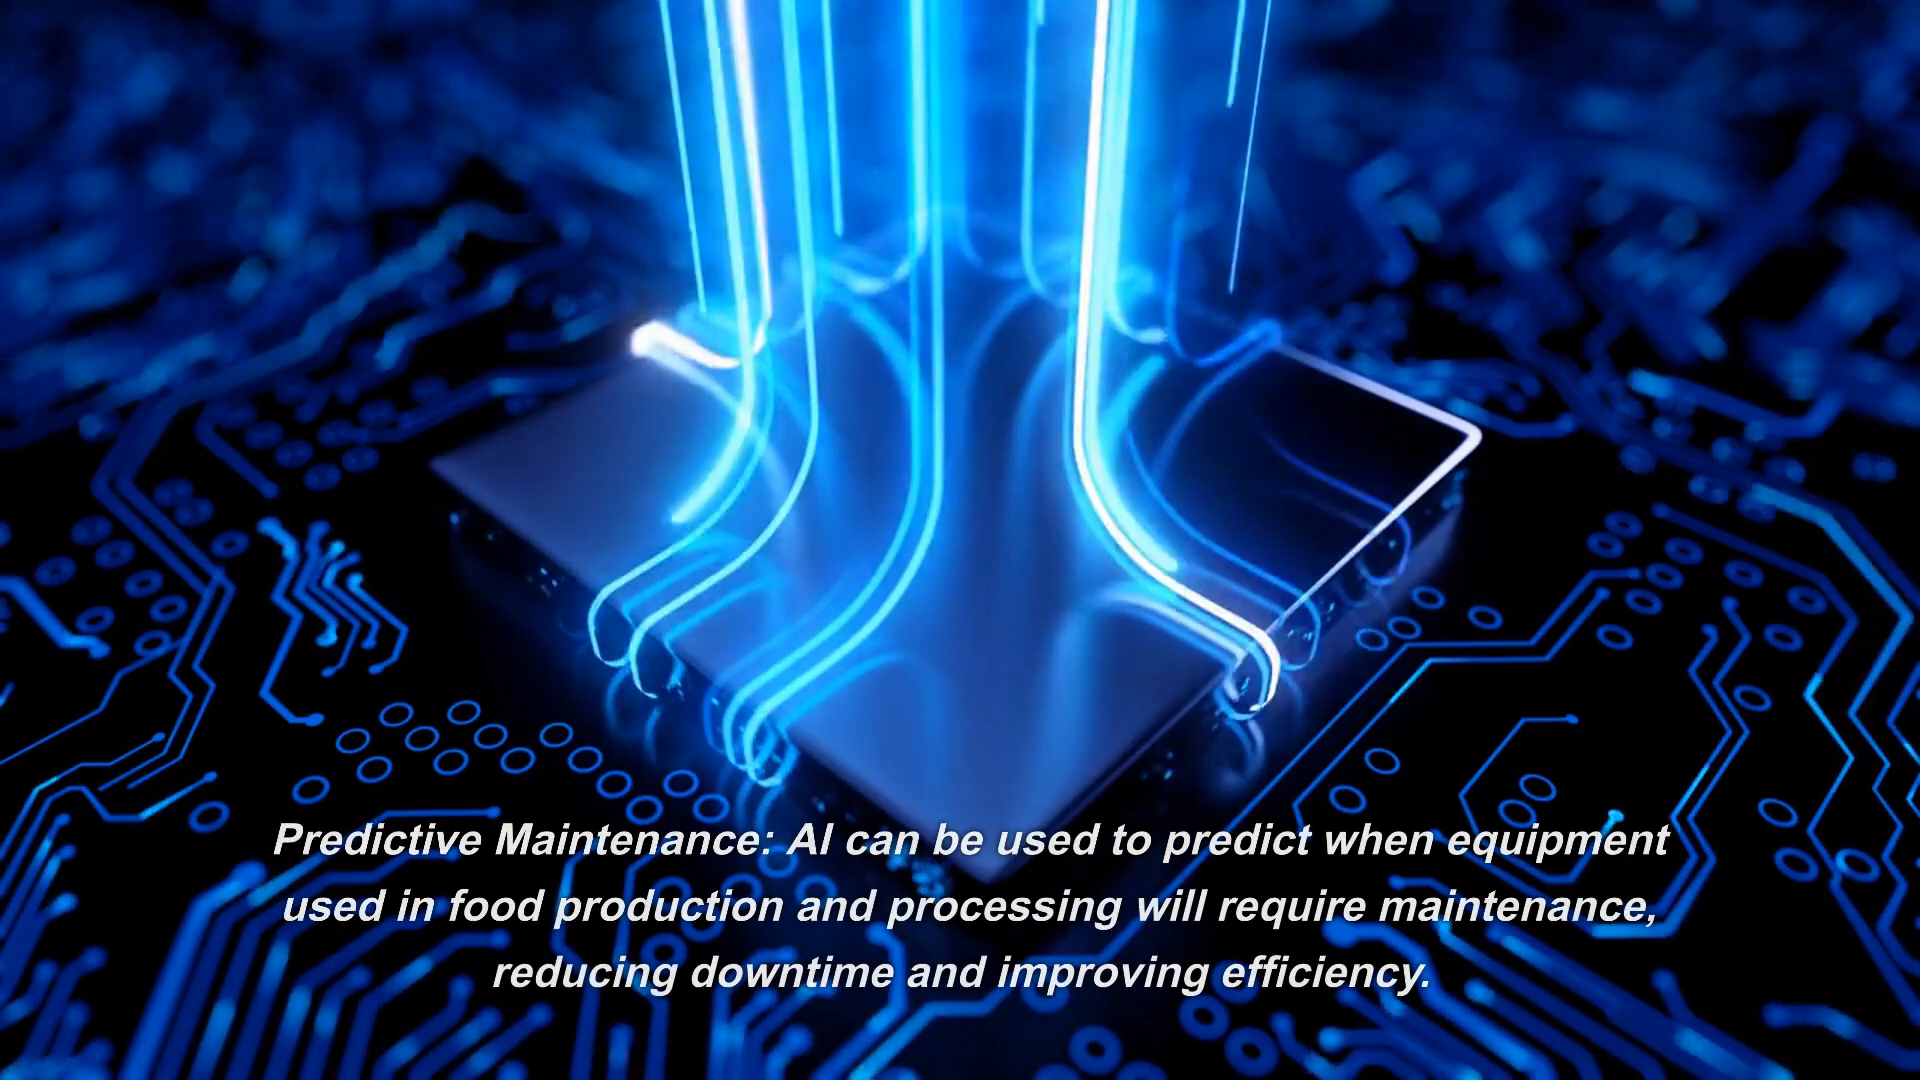 Predictive Maintenance: AI can be used to predict when equipment
used in food production and processing will require maintenance,
reducing downtime and improving efficiency.